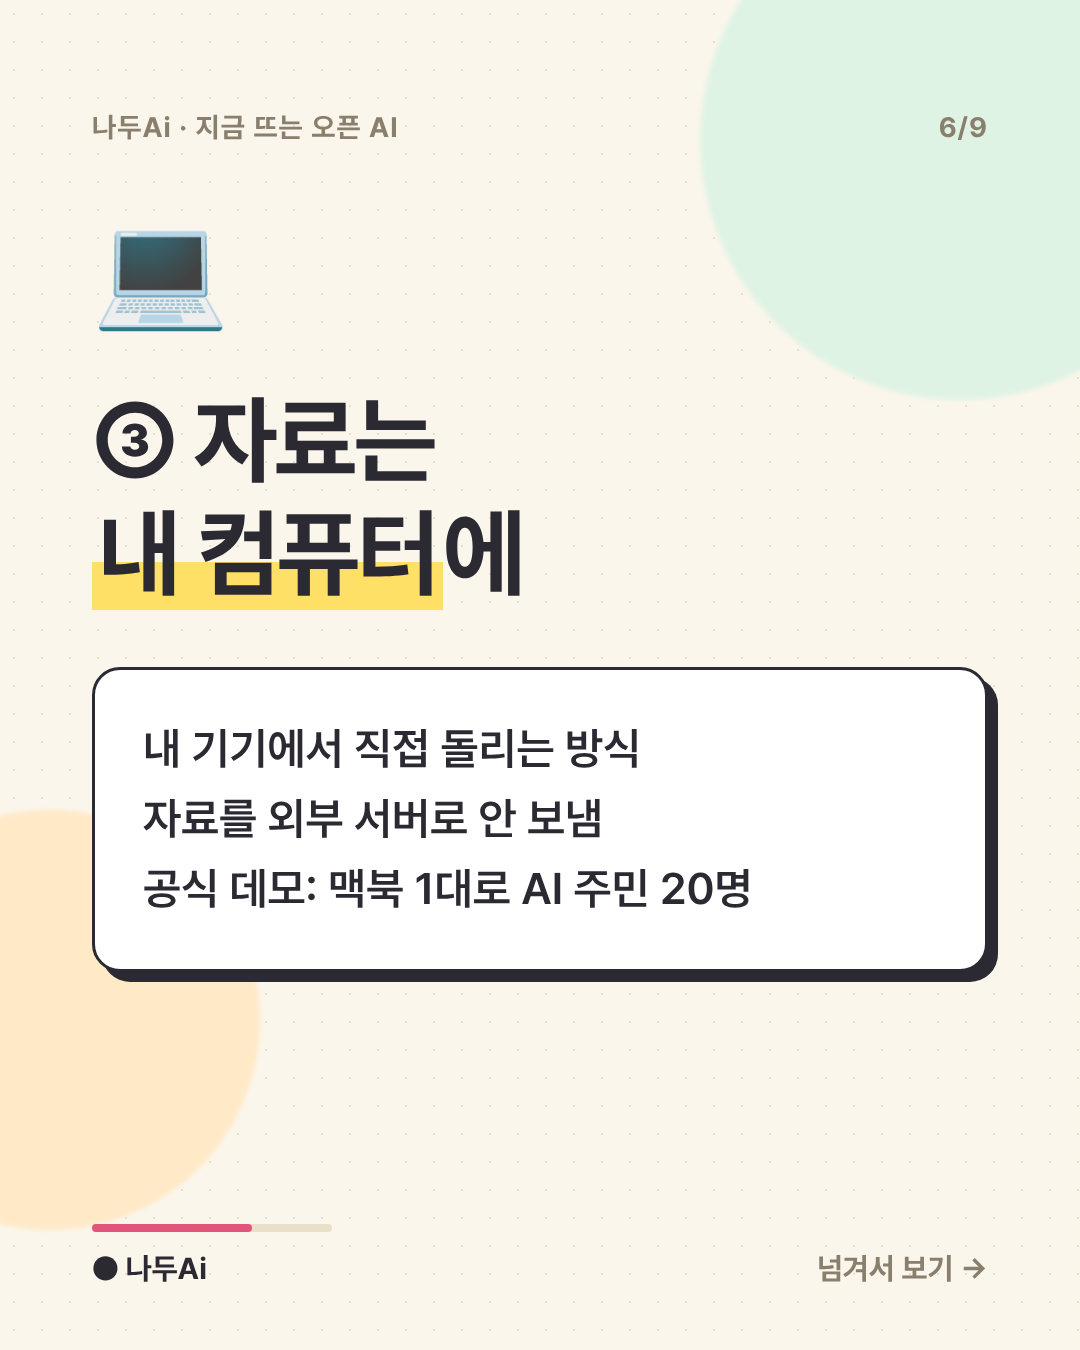 나두Ai · 지금 뜨는 오픈 AI
6/9
③ 자료는
내 컴퓨터에
내 기기에서 직접 돌리는 방식
자료를 외부 서버로 안 보냄
공식 데모: 맥북 1대로 AI 주민 20명
● 나두Ai
넘겨서 보기 →